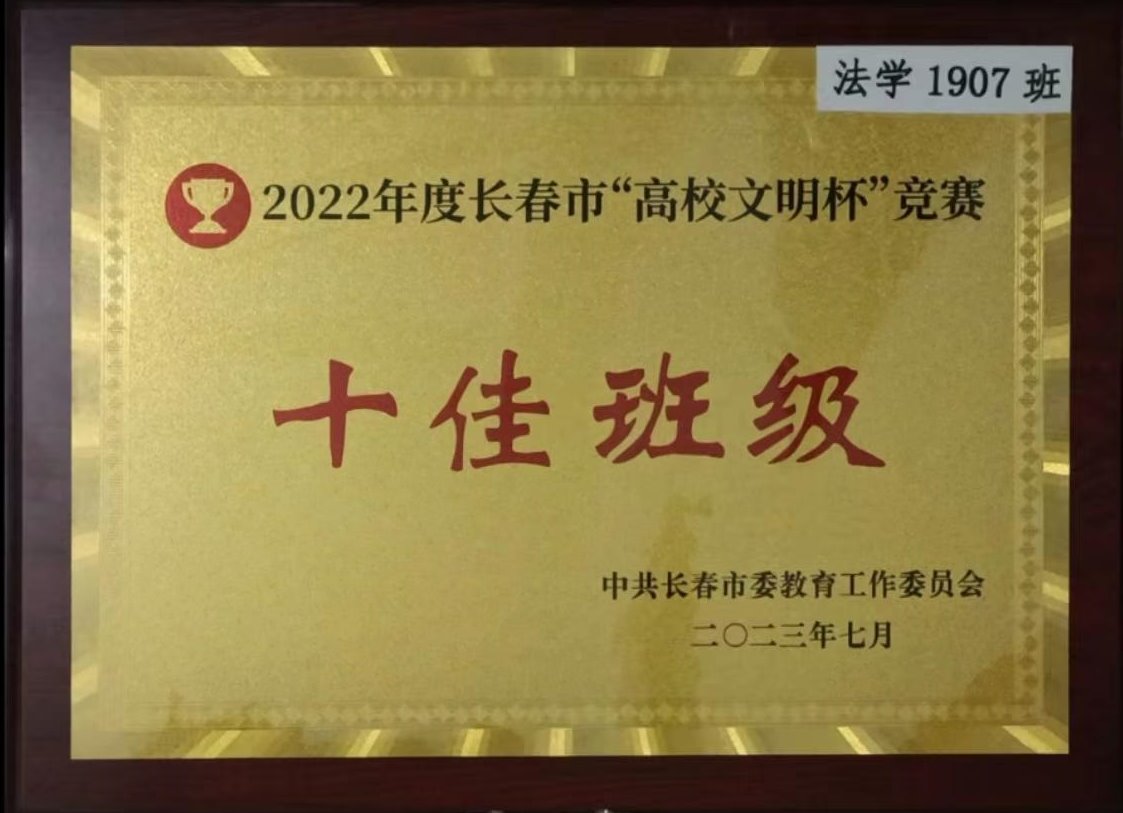 法学 1907 班
2022年度长春市“高校文明杯”竞赛
十佳班级
中共长春市委教育工作委员会
二〇二三年七月